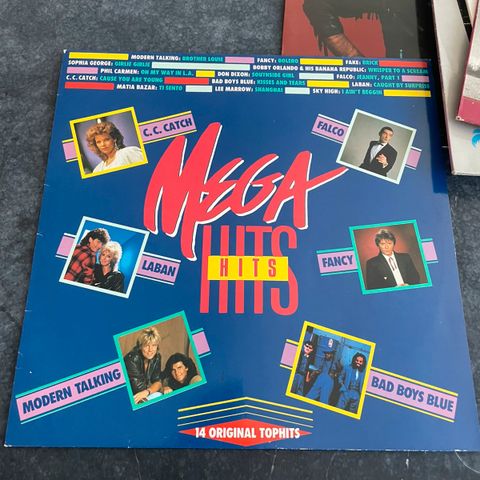 MODERN TALKING: BROTHER LOUIE FANCY: BOLERO FAKE: BRICK
SOPHIA GEORGE: GIRLIE GIRLIE BOBBY ORLANDO & HIS BANANA REPUBLIC: WHISPER TO A SCREAM
PHIL CARMEN: ON MY WAY IN L.A. DON DIXON: SOUTHSIDE GIRL FALCO: JEANNY, PART 1
C.C. CATCH: CAUSE YOU ARE YOUNG BAD BOYS BLUE: KISSES AND TEARS LABAN: CAUGHT BY SURPRISE
MATIA BAZAR: TI SENTO LEE MARROW: SHANGHAI SKY HIGH: I AIN'T BEGGIN
C.C. CATCH
FALCO
MEGA
HITS
HITS
LABAN
FANCY
MODERN TALKING
BAD BOYS BLUE
14 ORIGINAL TOPHITS